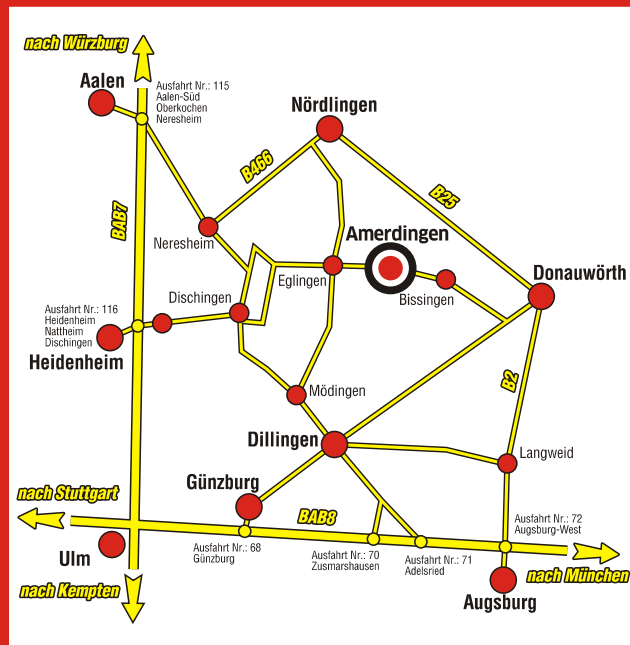 nach Würzburg
Aalen
Ausfahrt Nr.: 115
Aalen-Süd
Oberkochen
Neresheim
Nördlingen
B466
B25
BAB7
Neresheim
Amerdingen
Eglingen
Bissingen
Donauwörth
Dischingen
Ausfahrt Nr.: 116
Heidenheim
Nattheim
Dischingen
Heidenheim
B2
Mödingen
Dillingen
Langweid
Günzburg
nach Stuttgart
BAB8
Ausfahrt Nr.: 72
Augsburg-West
Ulm
Ausfahrt Nr.: 68
Günzburg
Ausfahrt Nr.: 70
Zusmarshausen
Ausfahrt Nr.: 71
Adelsried
nach München
nach Kempten
Augsburg